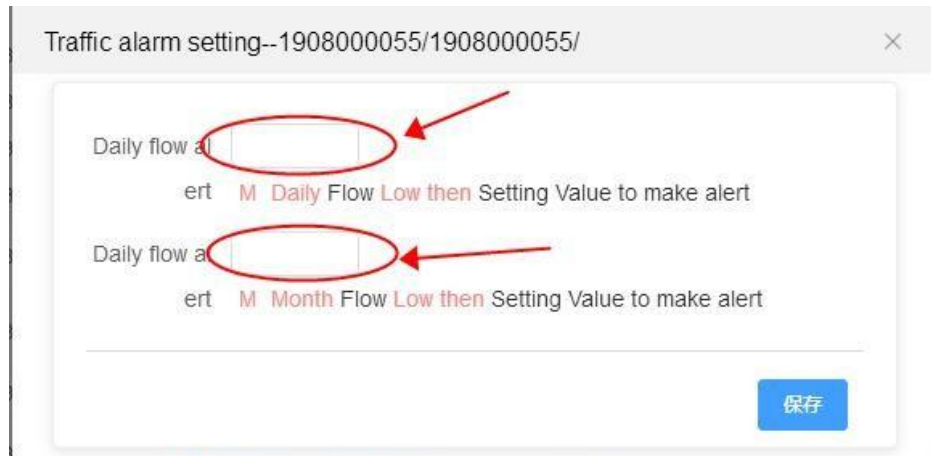 Traffic alarm setting--1908000055/1908000055/
Daily flow al
ert M Daily Flow Low then Setting Value to make alert
Daily flow a
ert M Month Flow Low then Setting Value to make alert
保存